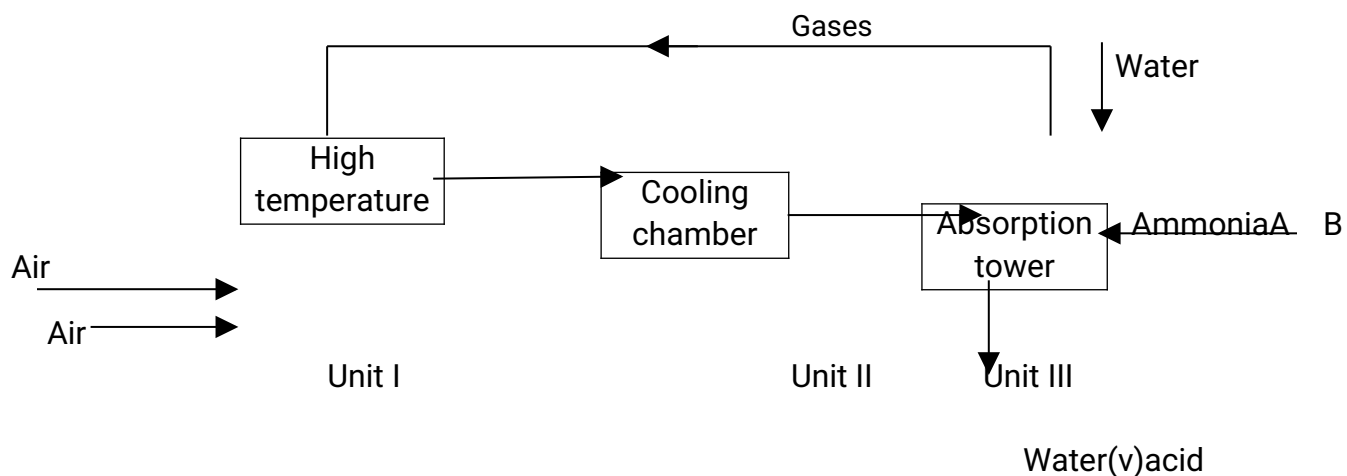 Gases
Water
High
temperature
Cooling
chamber
Absorption
tower
AmmoniaA B
Air
Air
Unit I
Unit II
Unit III
Water(v)acid